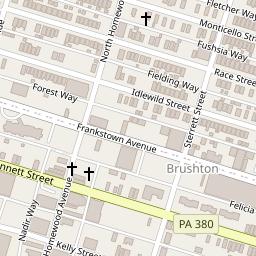 Fletcher Way
Monticello Street
North Homewood
Fushsia Way
Race Street
Fielding Way
Forest Way
Idlewild Street
Sterrett Street
Frankstown Avenue
Brushton
nnett Street
Felicia
Nadir Way
Homewood Avenue
PA 380
Kelly Street